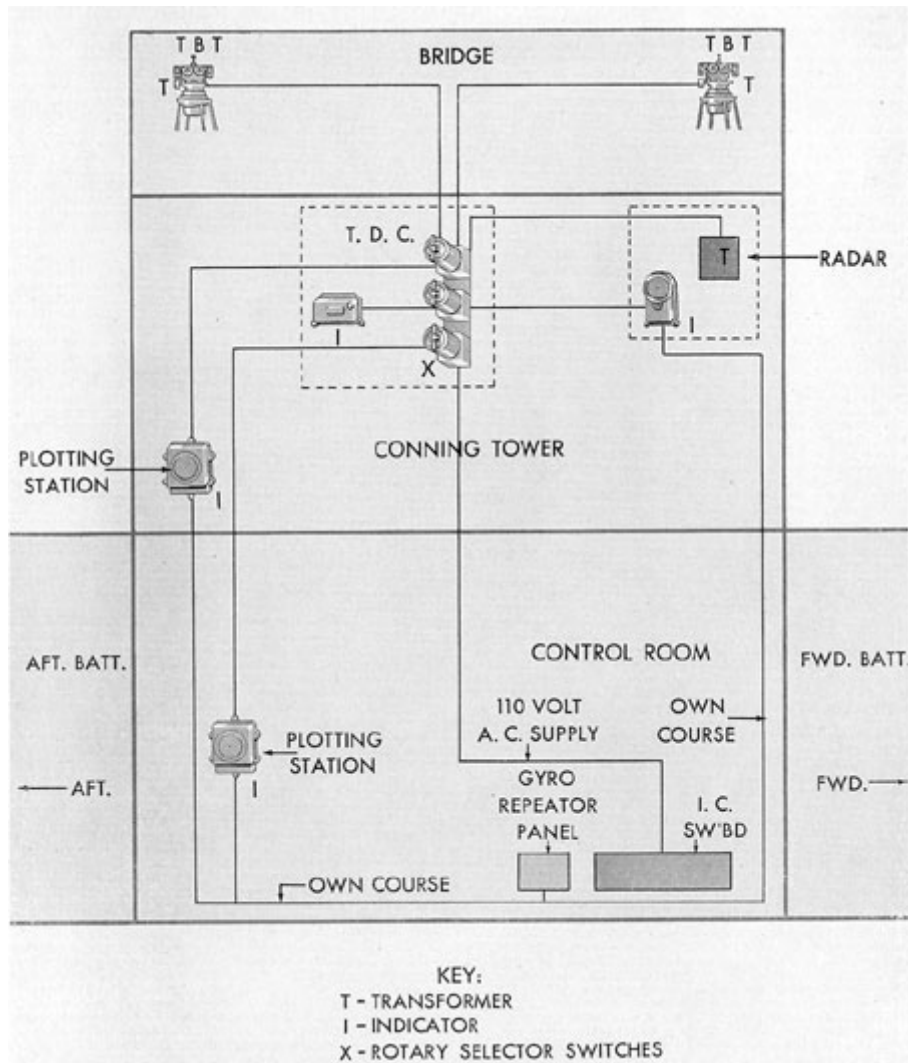 T B T
BRIDGE
T B T
T
T
T. D. C.
T
RADAR
I
I
X
CONNING TOWER
PLOTTING
STATION
I
CONTROL ROOM
AFT. BATT.
FWD. BATT.
110 VOLT
A. C. SUPPLY
OWN
COURSE
PLOTTING
STATION
I
AFT.
GYRO
REPEATOR
PANEL
I. C.
SW'BD
FWD.
OWN COURSE
KEY:
T - TRANSFORMER
I - INDICATOR
X - ROTARY SELECTOR SWITCHES